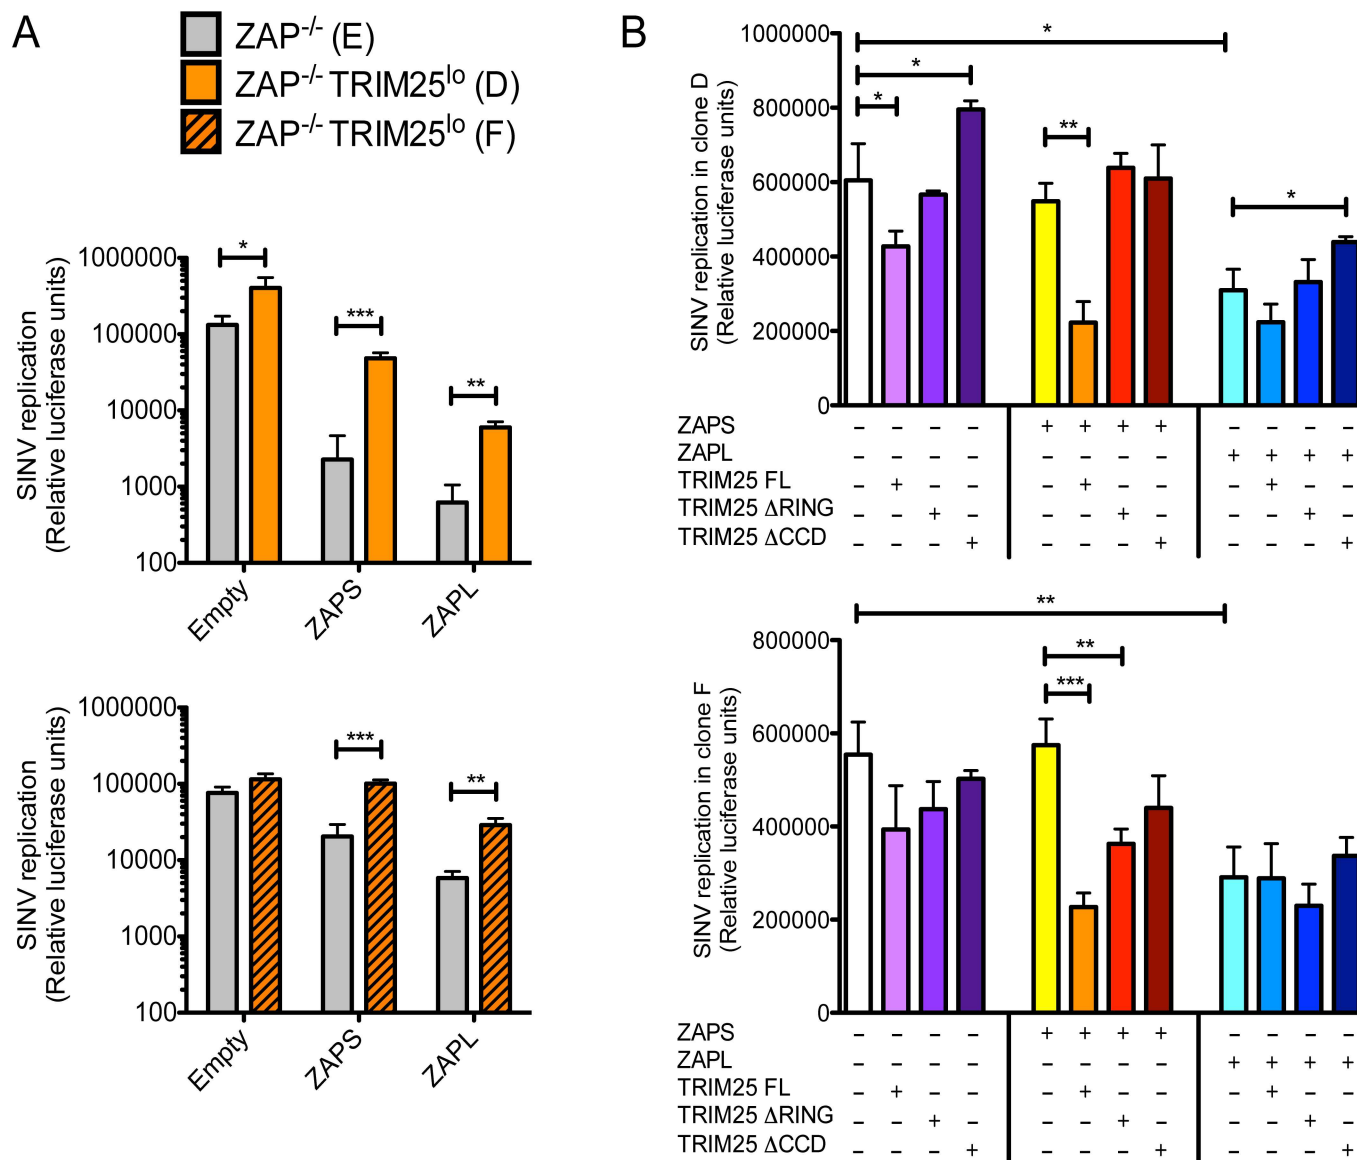 A
ZAP-/- (E)
ZAP-/- TRIM25lo (D)
ZAP-/- TRIM25lo (F)
SINV replication
(Relative luciferase units)
1000000
100000
10000
1000
100
*
***
**
Empty
ZAPS
ZAPL
SINV replication
(Relative luciferase units)
1000000
100000
10000
1000
100
***
**
Empty
ZAPS
ZAPL
B
SINV replication in clone D
(Relative luciferase units)
1000000
800000
600000
400000
200000
0
*
*
*
**
*
ZAPS – – – – + + + + – – – –
ZAPL – – – – – – – – + + + +
TRIM25 FL – + – – – + – – – + – –
TRIM25 ΔRING – – + – – – + – – – + –
TRIM25 ΔCCD – – – + – – – + – – – +
SINV replication in clone F
(Relative luciferase units)
800000
600000
400000
200000
0
**
**
***
ZAPS – – – – + + + + – – – –
ZAPL – – – – – – – – + + + +
TRIM25 FL – + – – – + – – – + – –
TRIM25 ΔRING – – + – – – + – – – + –
TRIM25 ΔCCD – – – + – – – + – – – +